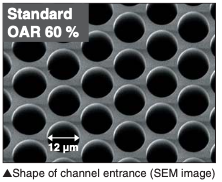 Standard
OAR 60 %
12 µm
▲Shape of channel entrance (SEM image)